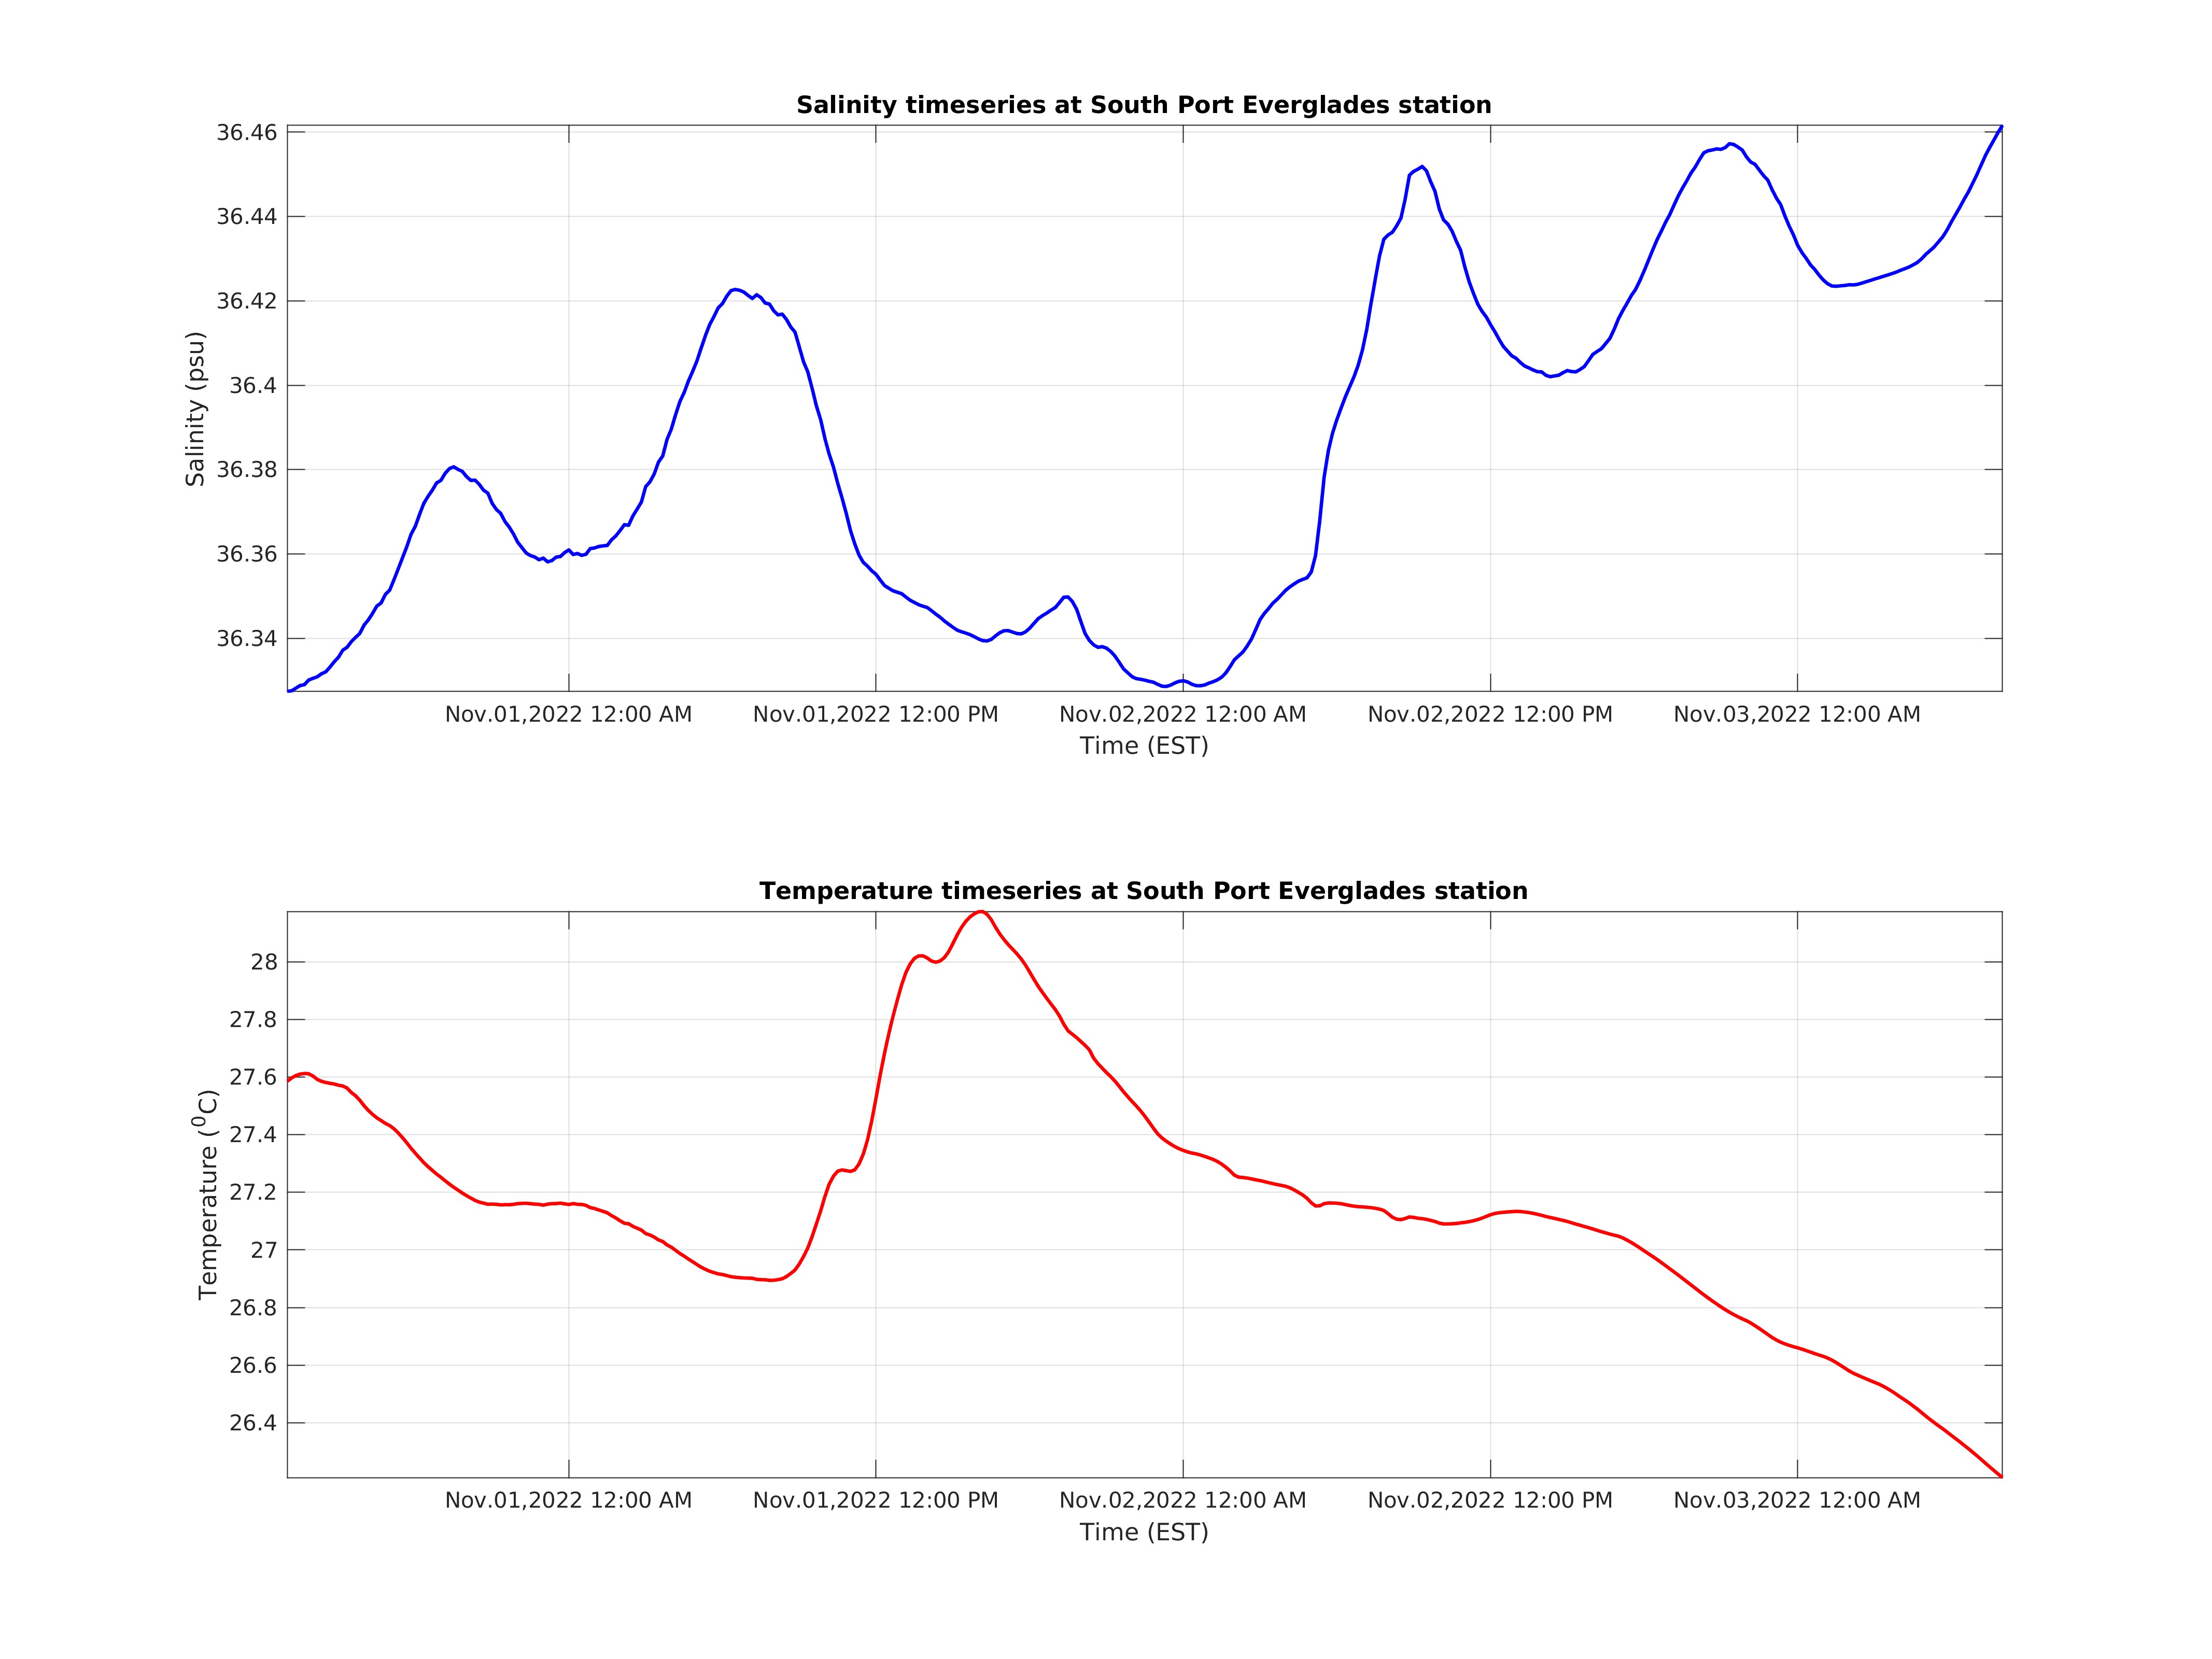 Salinity timeseries at South Port Everglades station
36.46
36.44
36.42
36.4
36.38
36.36
36.34
Salinity (psu)
Nov.01,2022 12:00 AM
Nov.01,2022 12:00 PM
Nov.02,2022 12:00 AM
Nov.02,2022 12:00 PM
Nov.03,2022 12:00 AM
Time (EST)
Temperature timeseries at South Port Everglades station
28
27.8
27.6
27.4
27.2
27
26.8
26.6
26.4
Temperature (⁰C)
Nov.01,2022 12:00 AM
Nov.01,2022 12:00 PM
Nov.02,2022 12:00 AM
Nov.02,2022 12:00 PM
Nov.03,2022 12:00 AM
Time (EST)